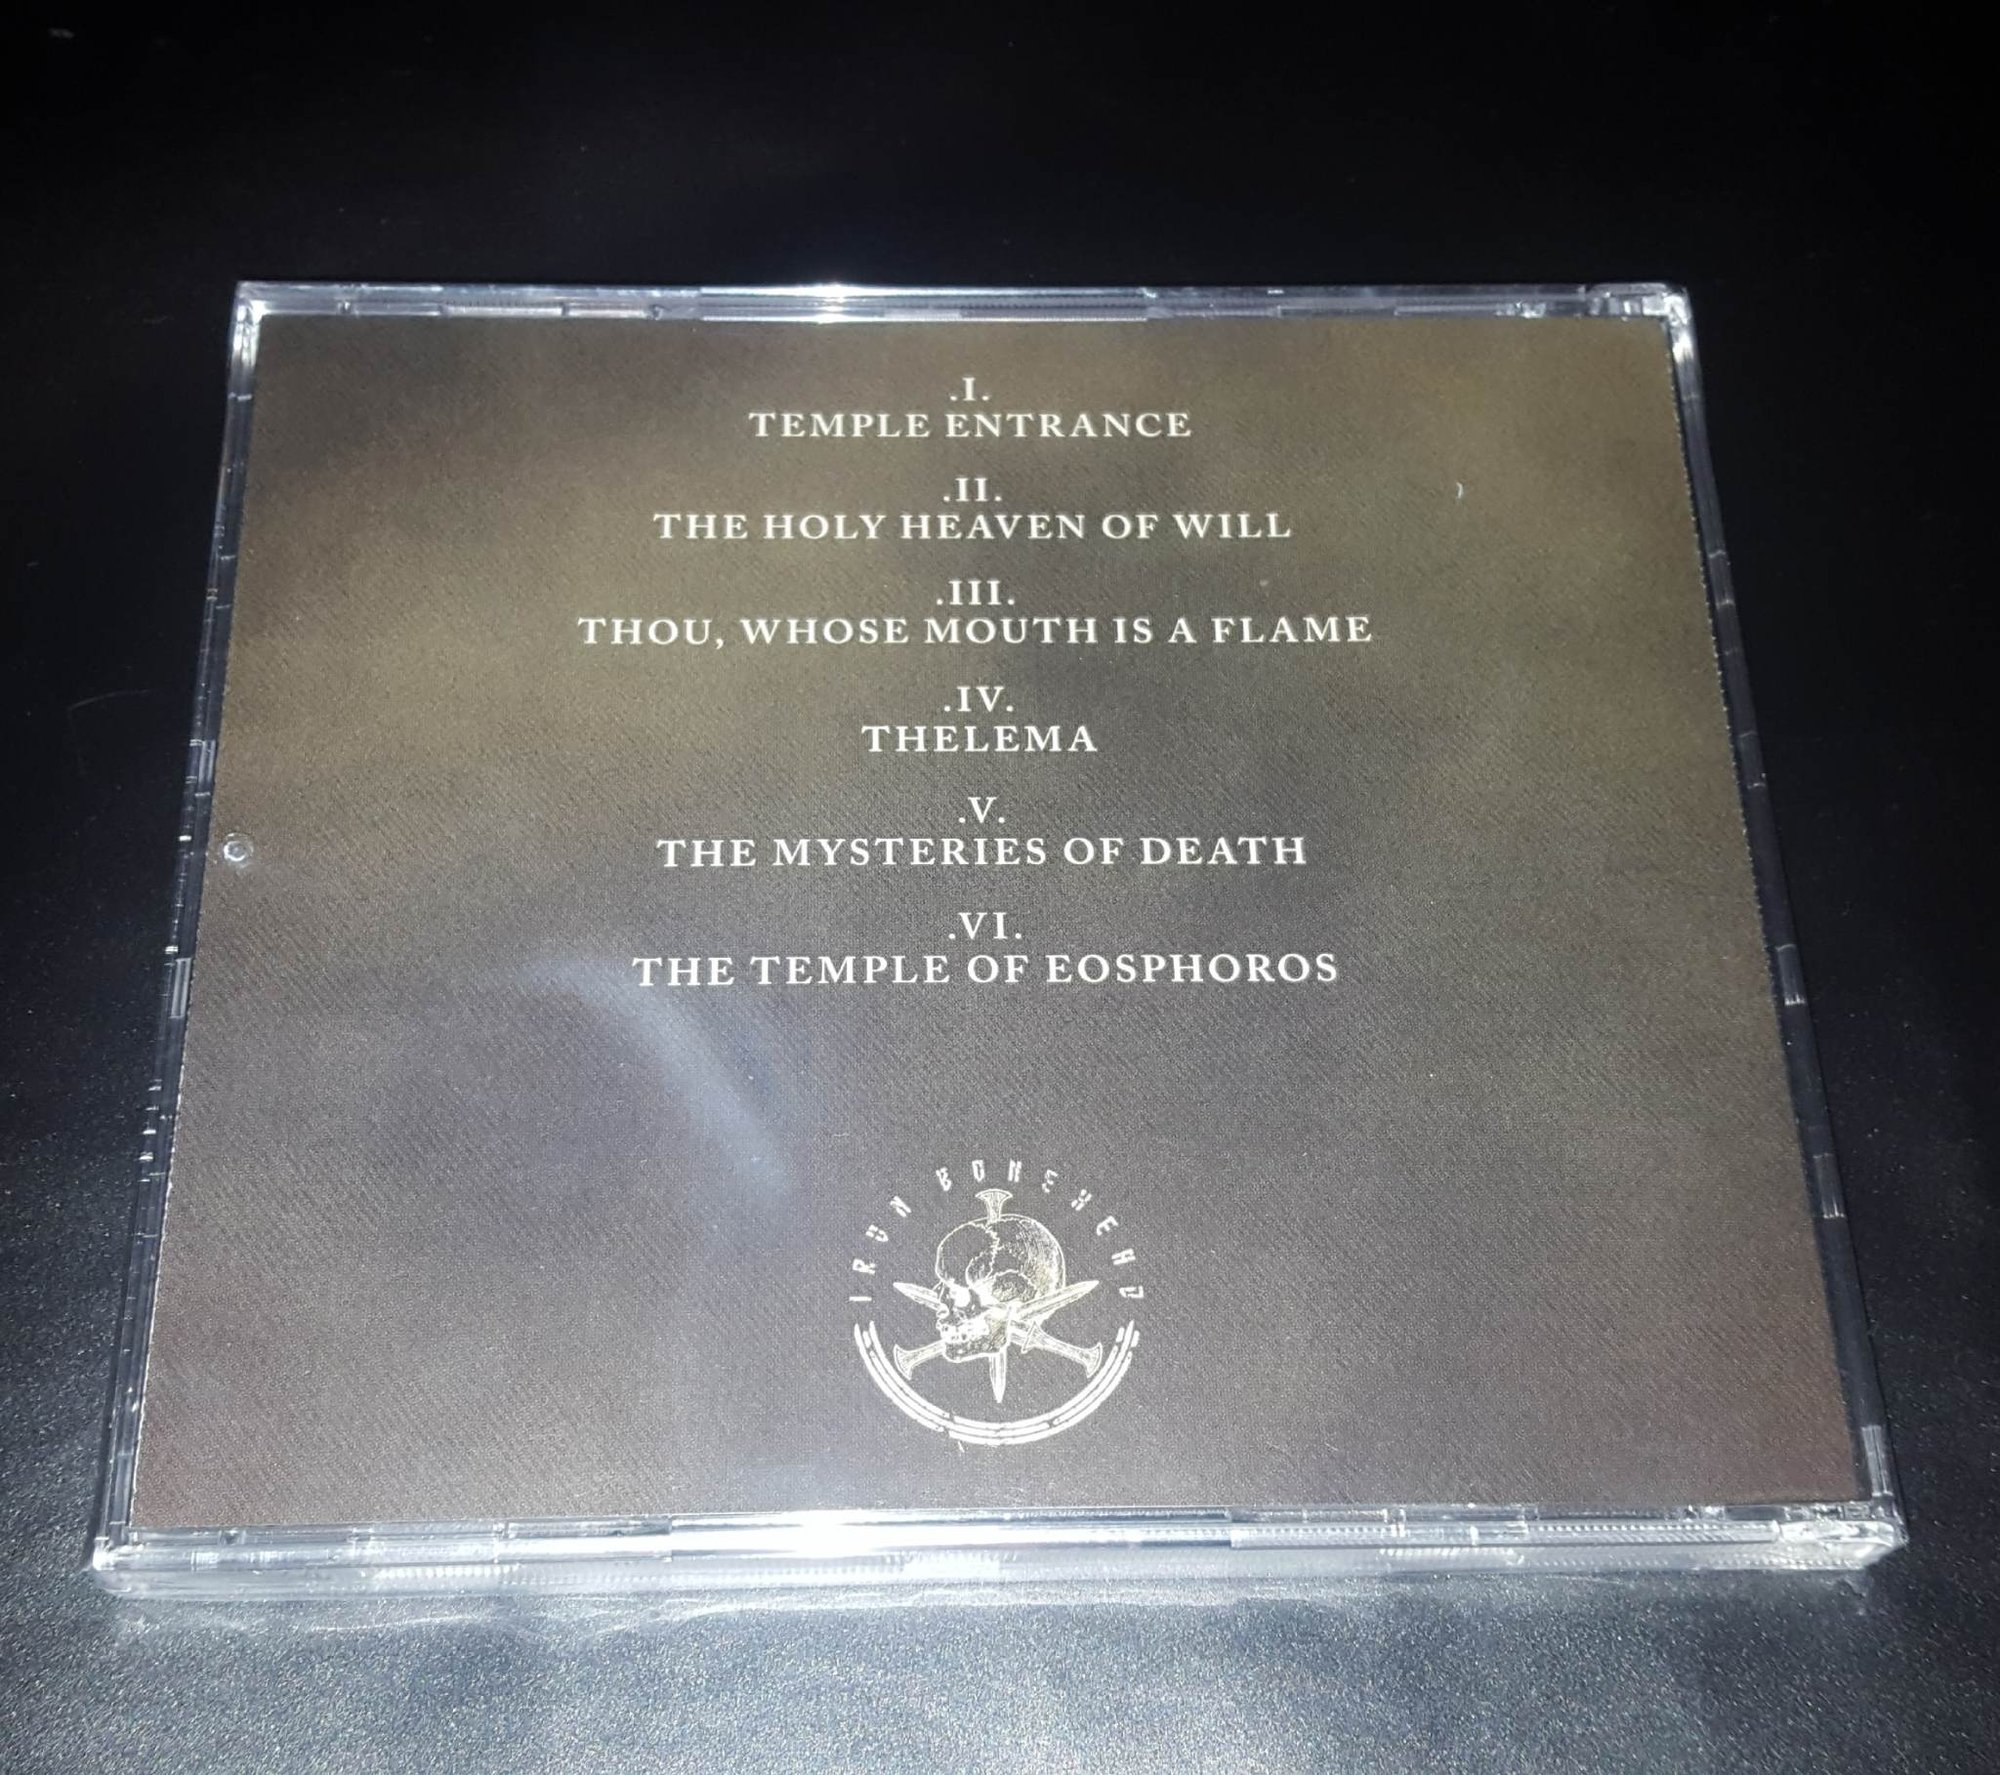 .I.
TEMPLE ENTRANCE
.II.
THE HOLY HEAVEN OF WILL
.III.
THOU, WHOSE MOUTH IS A FLAME
.IV.
THELEMA
.V.
THE MYSTERIES OF DEATH
.VI.
THE TEMPLE OF EOSPHOROS
IRON BONEHEAD